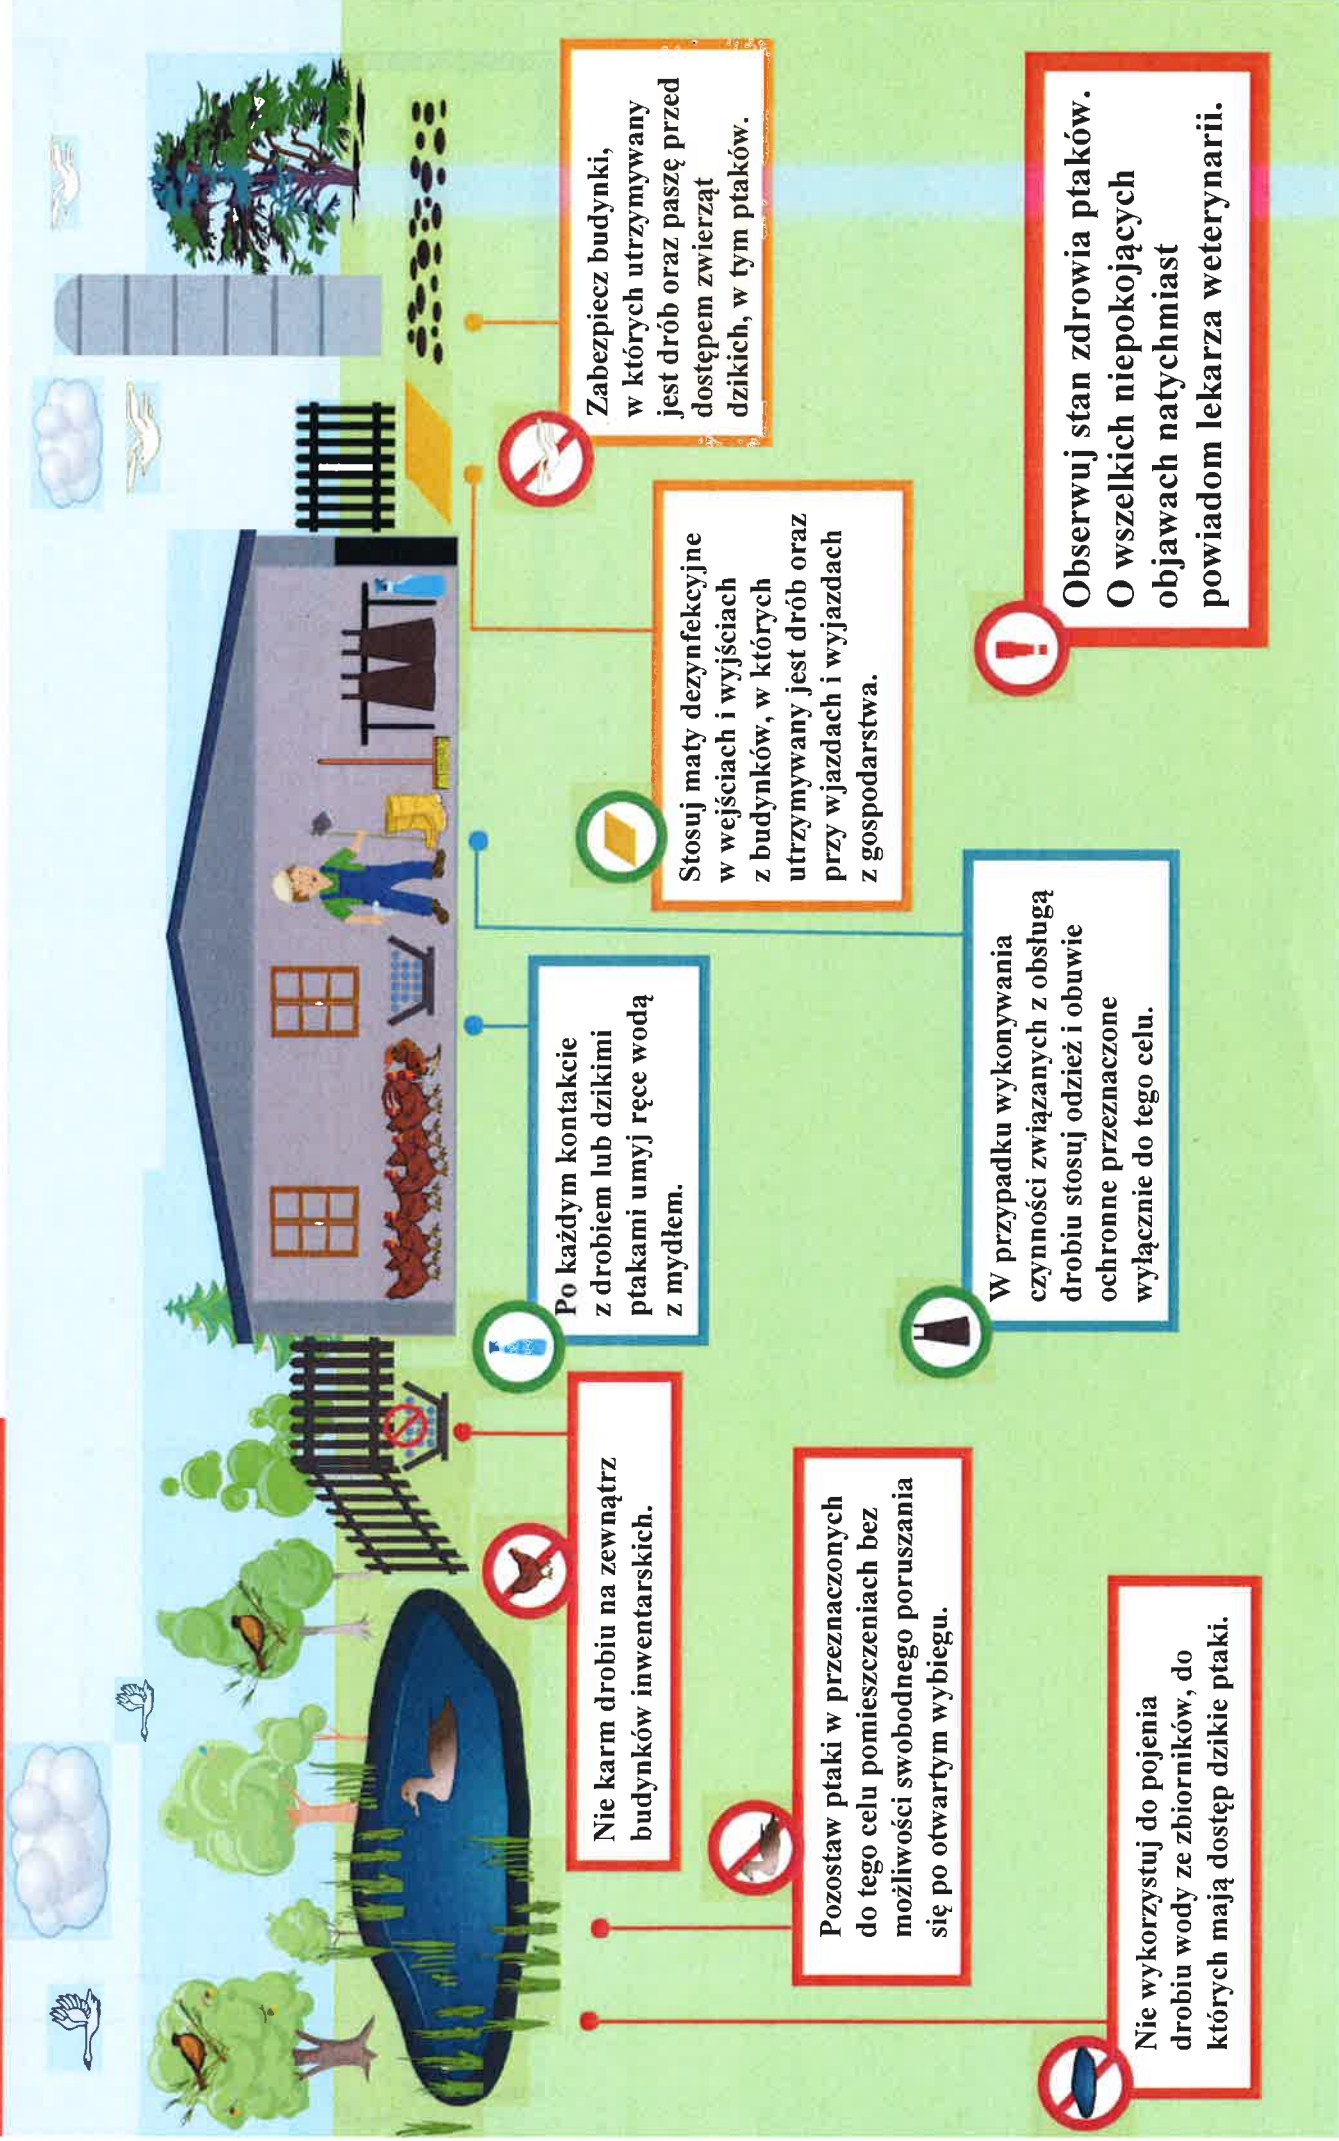 Nie karm drobiu na zewnątrz
budynków inwentarskich.
Po każdym kontakcie
z drobiem lub dzikimi
ptakami umyj ręce wodą
z mydłem.
Stosuj maty dezynfekcyjne
w wejściach i wyjściach
z budynków, w których
utrzymywany jest drób oraz
przy wjazdach i wyjazdach
z gospodarstwa.
Zabezpiecz budynki,
w których utrzymywany
jest drób oraz paszę przed
dostępem zwierząt
dzikich, w tym ptaków.
Pozostaw ptaki w przeznaczonych
do tego celu pomieszczeniach bez
możliwości swobodnego poruszania
się po otwartym wybiegu.
W przypadku wykonywania
czynności związanych z obsługą
drobiu stosuj odzież i obuwie
ochronne przeznaczone
wyłącznie do tego celu.
Nie wykorzystuj do pojenia
drobiu wody ze zbiorników, do
których mają dostęp dzikie ptaki.
Obserwuj stan zdrowia ptaków.
O wszelkich niepokojących
objawach natychmiast
powiadom lekarza weterynarii.